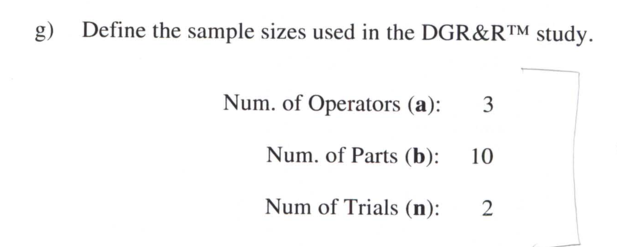 g) Define the sample sizes used in the DGR&R™ study.
Num. of Operators (a): 3
Num. of Parts (b): 10
Num of Trials (n): 2